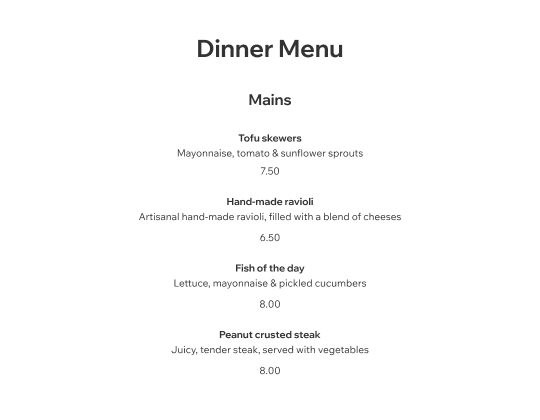 Dinner Menu
Mains
Tofu skewers
Mayonnaise, tomato & sunflower sprouts
7.50
Hand-made ravioli
Artisanal hand-made ravioli, filled with a blend of cheeses
6.50
Fish of the day
Lettuce, mayonnaise & pickled cucumbers
8.00
Peanut crusted steak
Juicy, tender steak, served with vegetables
8.00